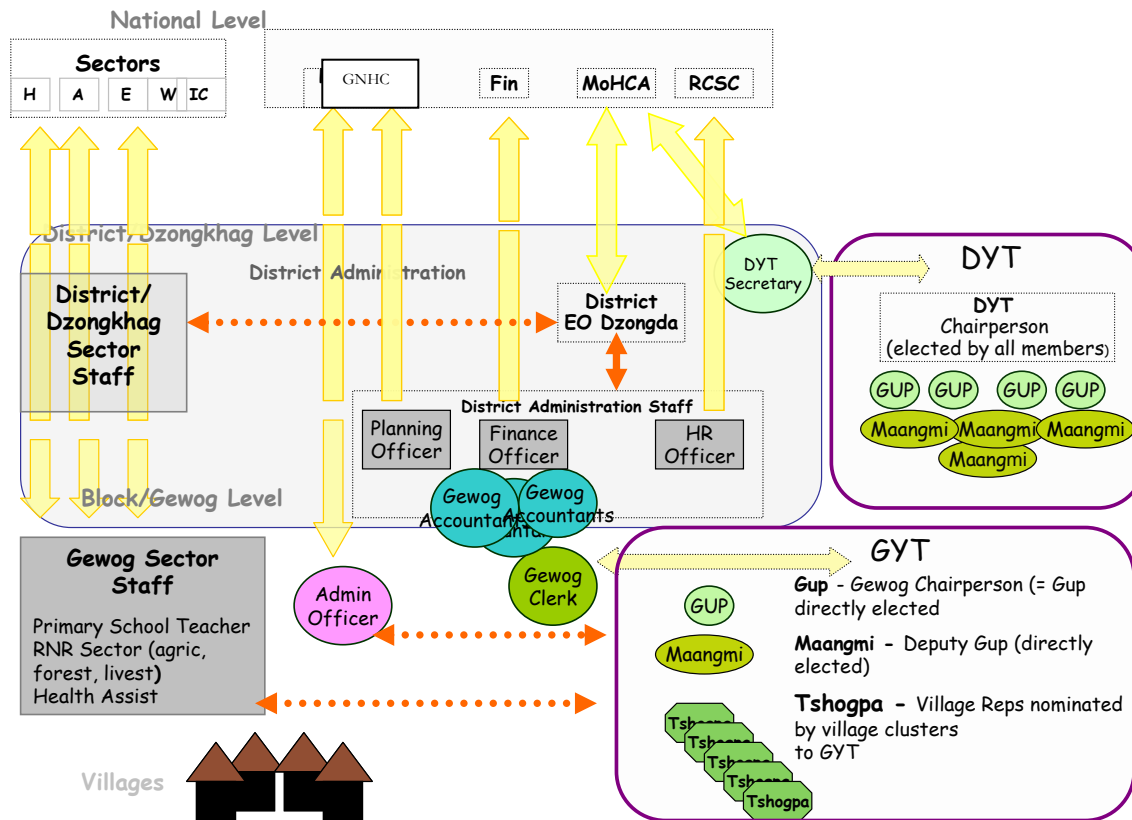 National Level
Sectors
H A E W IC
GNHC
Fin
MoHCA
RCSC
District/Dzongkhag Level
District Administration
District/
Dzongkhag
Sector
Staff
District
EO Dzongda
DYT
Secretary
DYT
DYT
Chairperson
(elected by all members)
GUP GUP GUP GUP
Maangmi Maangmi Maangmi
Maangmi
District Administration Staff
Planning
Officer
Finance
Officer
HR
Officer
Block/Gewog Level
Gewog
Accountant
Gewog
Accountants
Gewog Sector
Staff
Primary School Teacher
RNR Sector (agric,
forest, livest)
Health Assist
Admin
Officer
Gewog
Clerk
GYT
GUP
Gup - Gewog Chairperson (= Gup
directly elected
Maangmi
Maangmi - Deputy Gup (directly
elected)
Tshogpa - Village Reps nominated
by village clusters
to GYT
Tshogpa
Tshogpa
Tshogpa
Tshogpa
Tshogpa
Villages